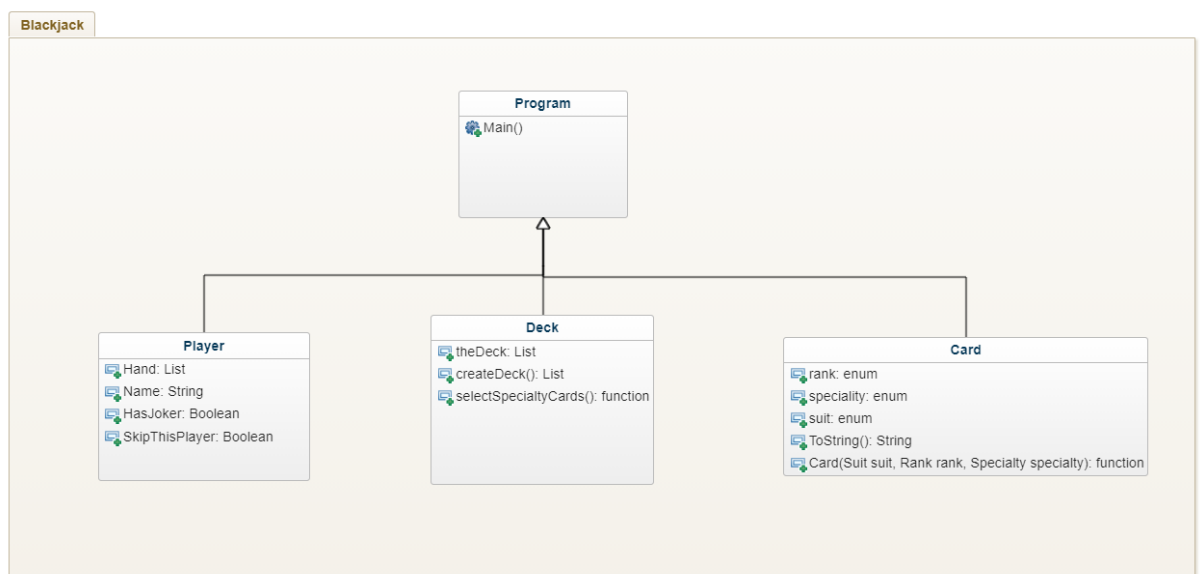 Blackjack
Program
Main()
Player
Hand: List
Name: String
HasJoker: Boolean
SkipThisPlayer: Boolean
Deck
theDeck: List
createDeck(): List
selectSpecialtyCards(): function
Card
rank: enum
speciality: enum
suit: enum
ToString(): String
Card(Suit suit, Rank rank, Specialty specialty): function